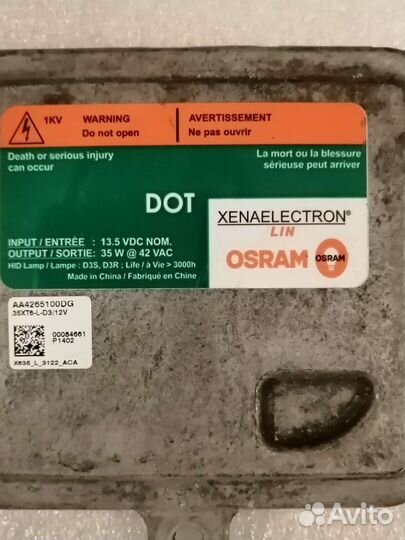 1KV
WARNING
Do not open
AVERTISSEMENT
Ne pas ouvrir
Death or serious injury
can occur
La mort ou la blessure
sérieuse peut arriver
DOT
XENAELECTRON®
LIN
OSRAM
OSRAM
INPUT / ENTRÉE : 13.5 VDC NOM.
OUTPUT / SORTIE: 35 W @ 42 VAC
HID Lamp / Lampe : D3S, D3R ; Life / à Vie > 3000h
Made in China / Fabriqué en Chine
AA4265100DG
35XT6-L-D3/12V
00084661
P1402
X635_L_3122_ACA
Avito